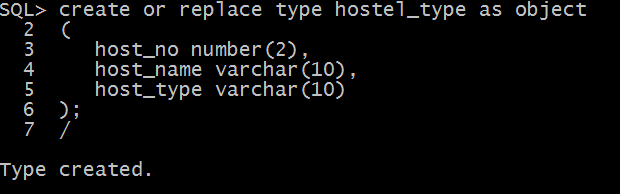 SQL> create or replace type hostel_type as object
  2  (
  3     host_no number(2),
  4     host_name varchar(10),
  5     host_type varchar(10)
  6  );
  7  /
Type created.